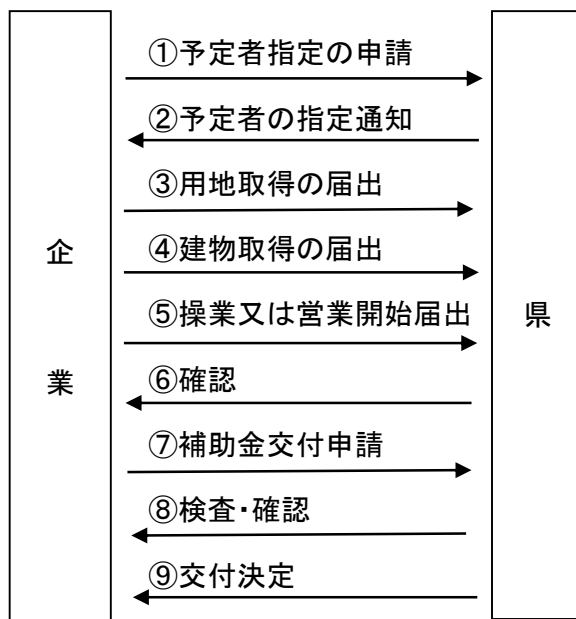 ①予定者指定の申請
②予定者の指定通知
③用地取得の届出
④建物取得の届出
⑤操業又は営業開始届出
⑥確認
⑦補助金交付申請
⑧検査・確認
⑨交付決定
企業
県